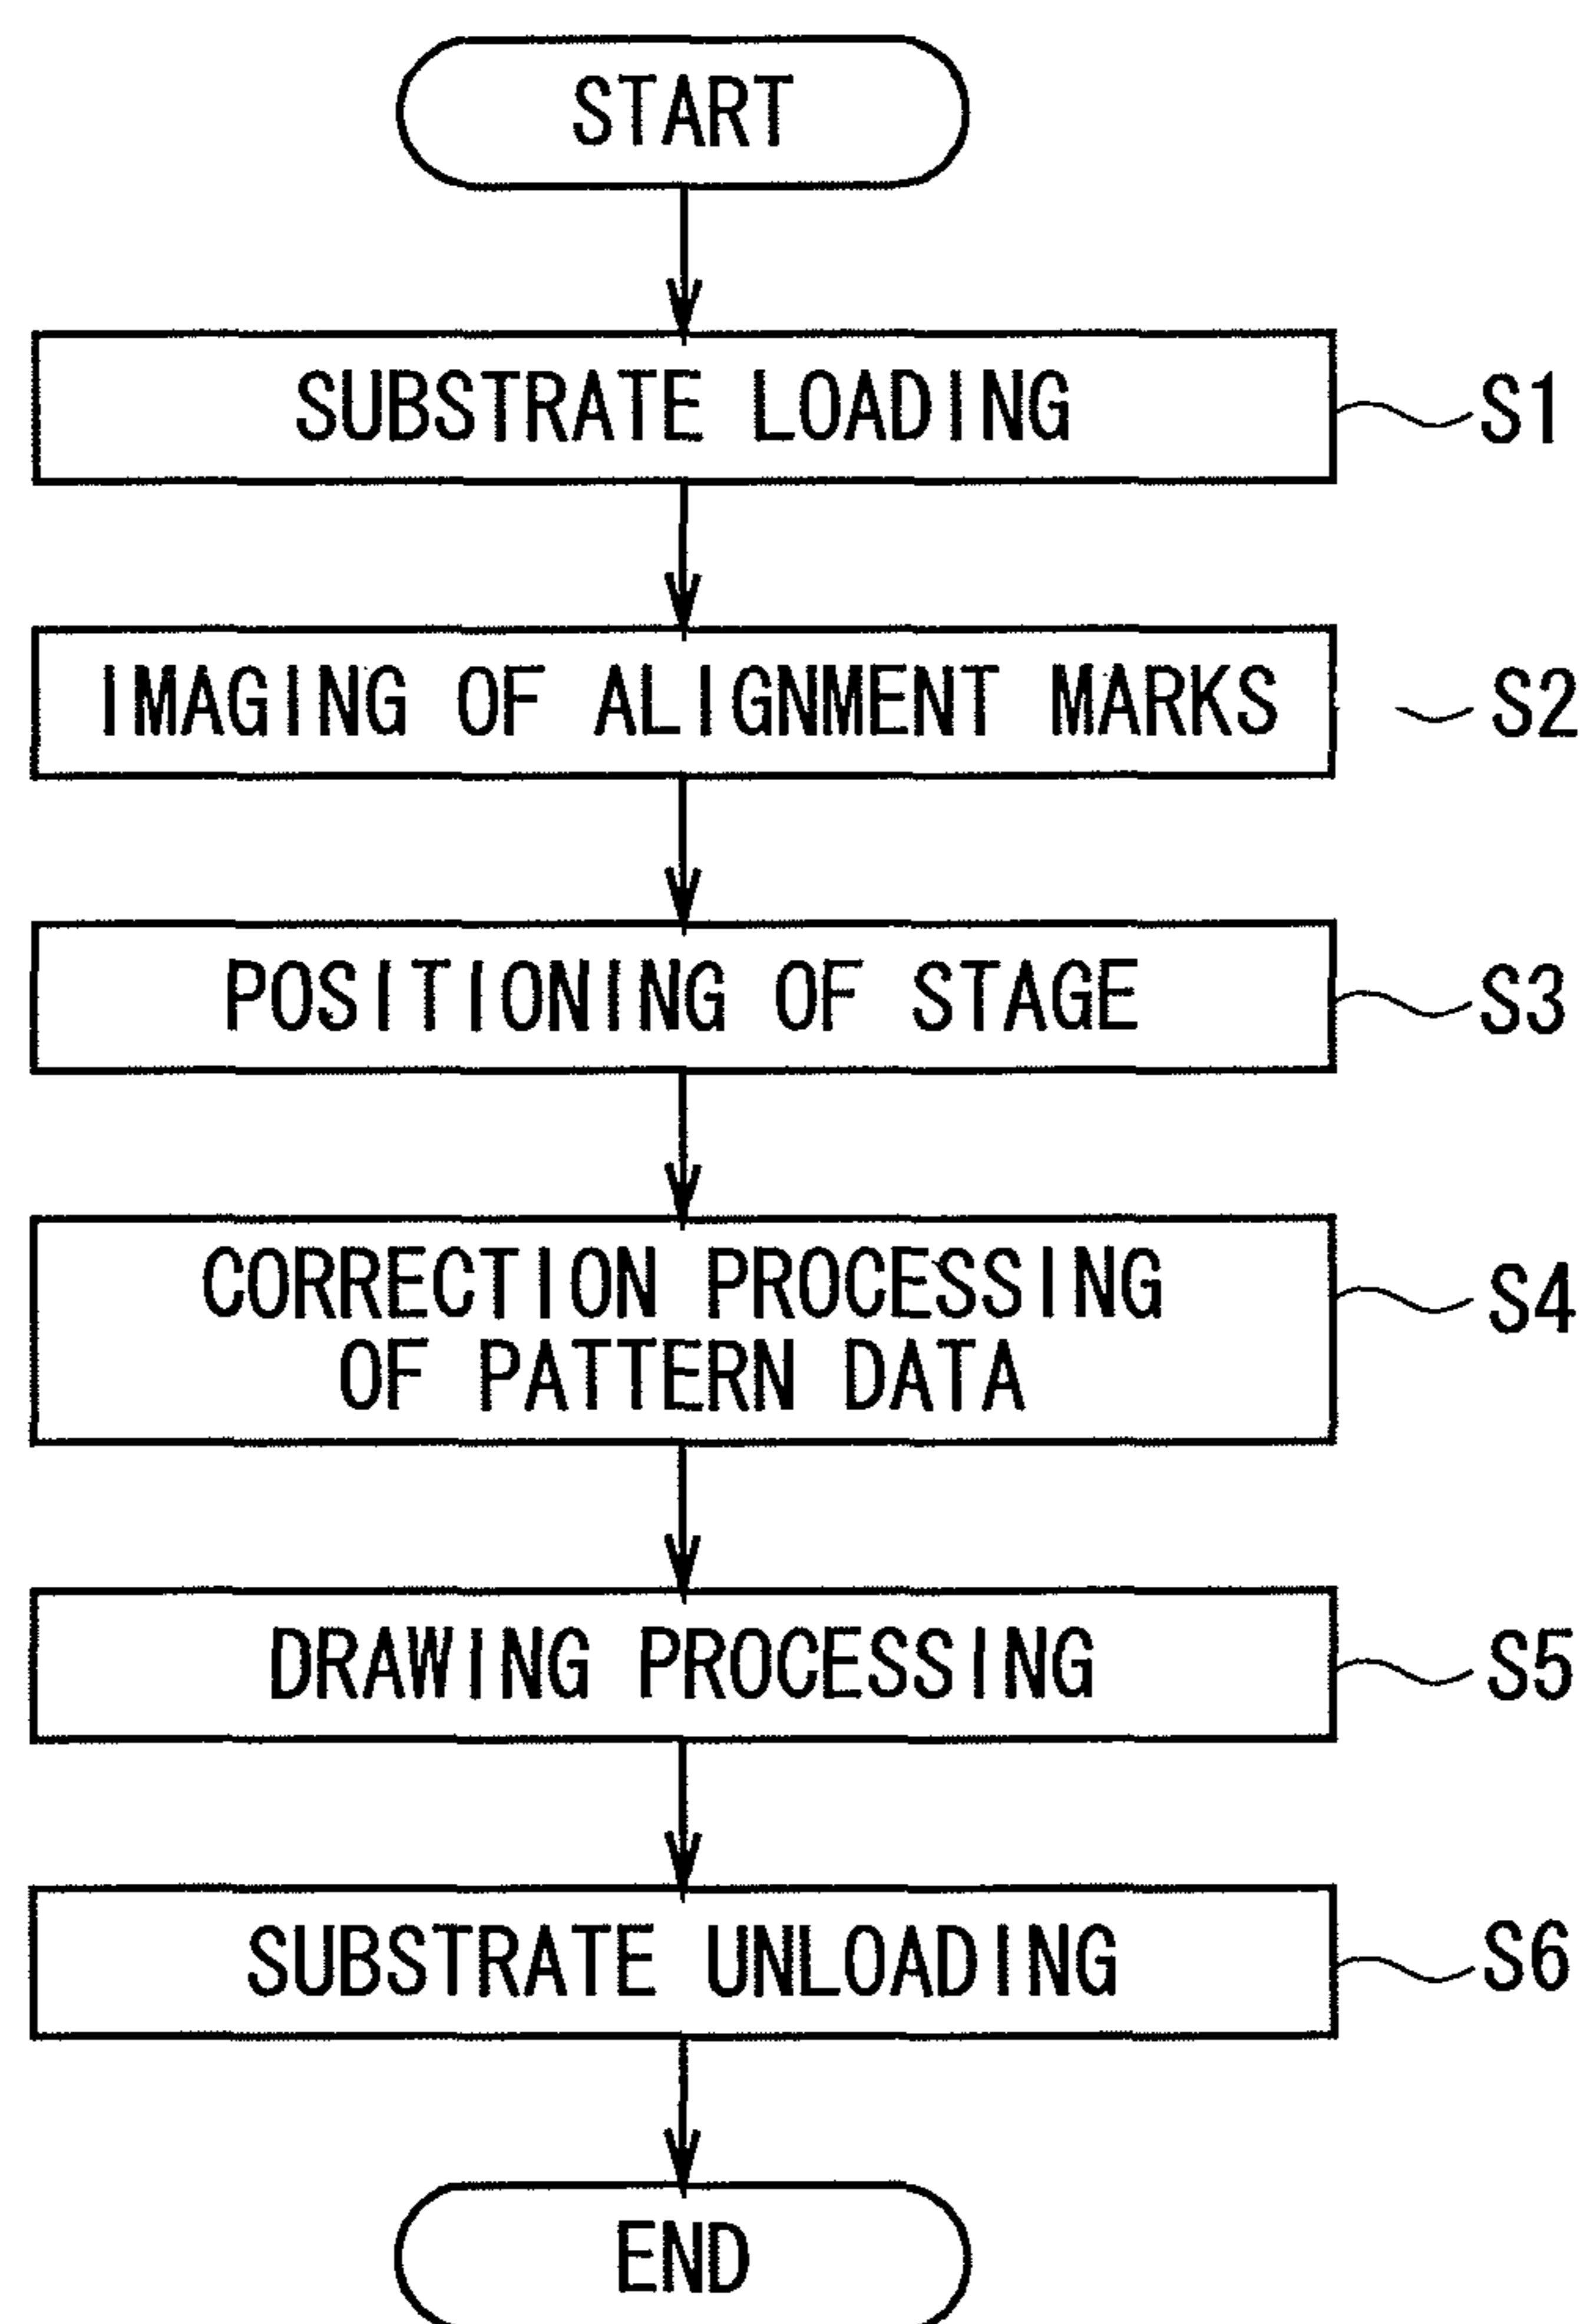 START
SUBSTRATE LOADING S1
IMAGING OF ALIGNMENT MARKS S2
POSITIONING OF STAGE S3
CORRECTION PROCESSING
OF PATTERN DATA S4
DRAWING PROCESSING S5
SUBSTRATE UNLOADING S6
END